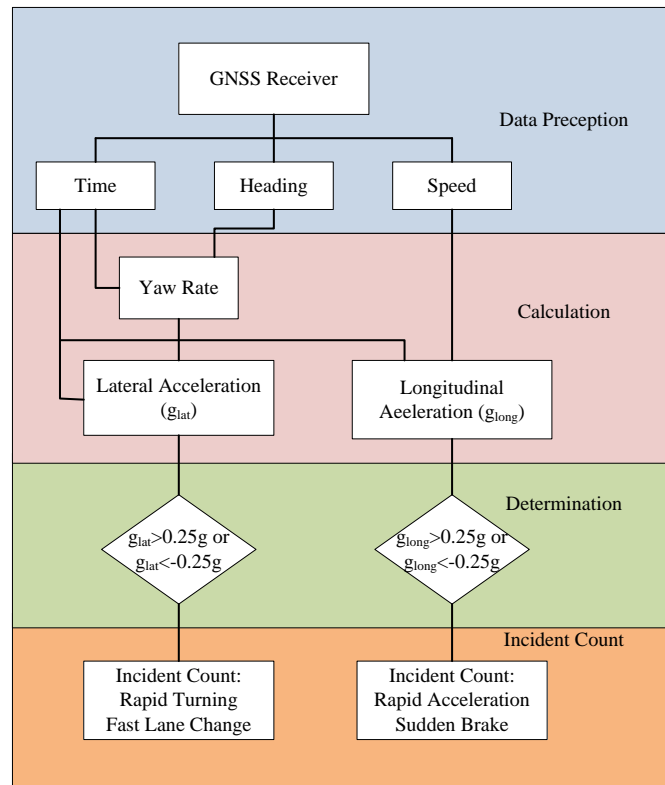 GNSS Receiver
Data Preception
Time
Heading
Speed
Yaw Rate
Calculation
Lateral Acceleration
(glat)
Longitudinal
Aeeleration (glong)
Determination
glat>0.25g or
glat<-0.25g
glong>0.25g or
glong<-0.25g
Incident Count
Incident Count:
Rapid Turning
Fast Lane Change
Incident Count:
Rapid Acceleration
Sudden Brake